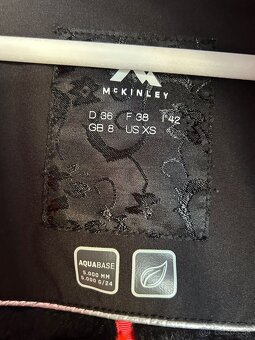 McKINLEY
D 36 F 38 I 42
GB 8 US XS
AQUABASE
5.000 MM
5.000 G/24